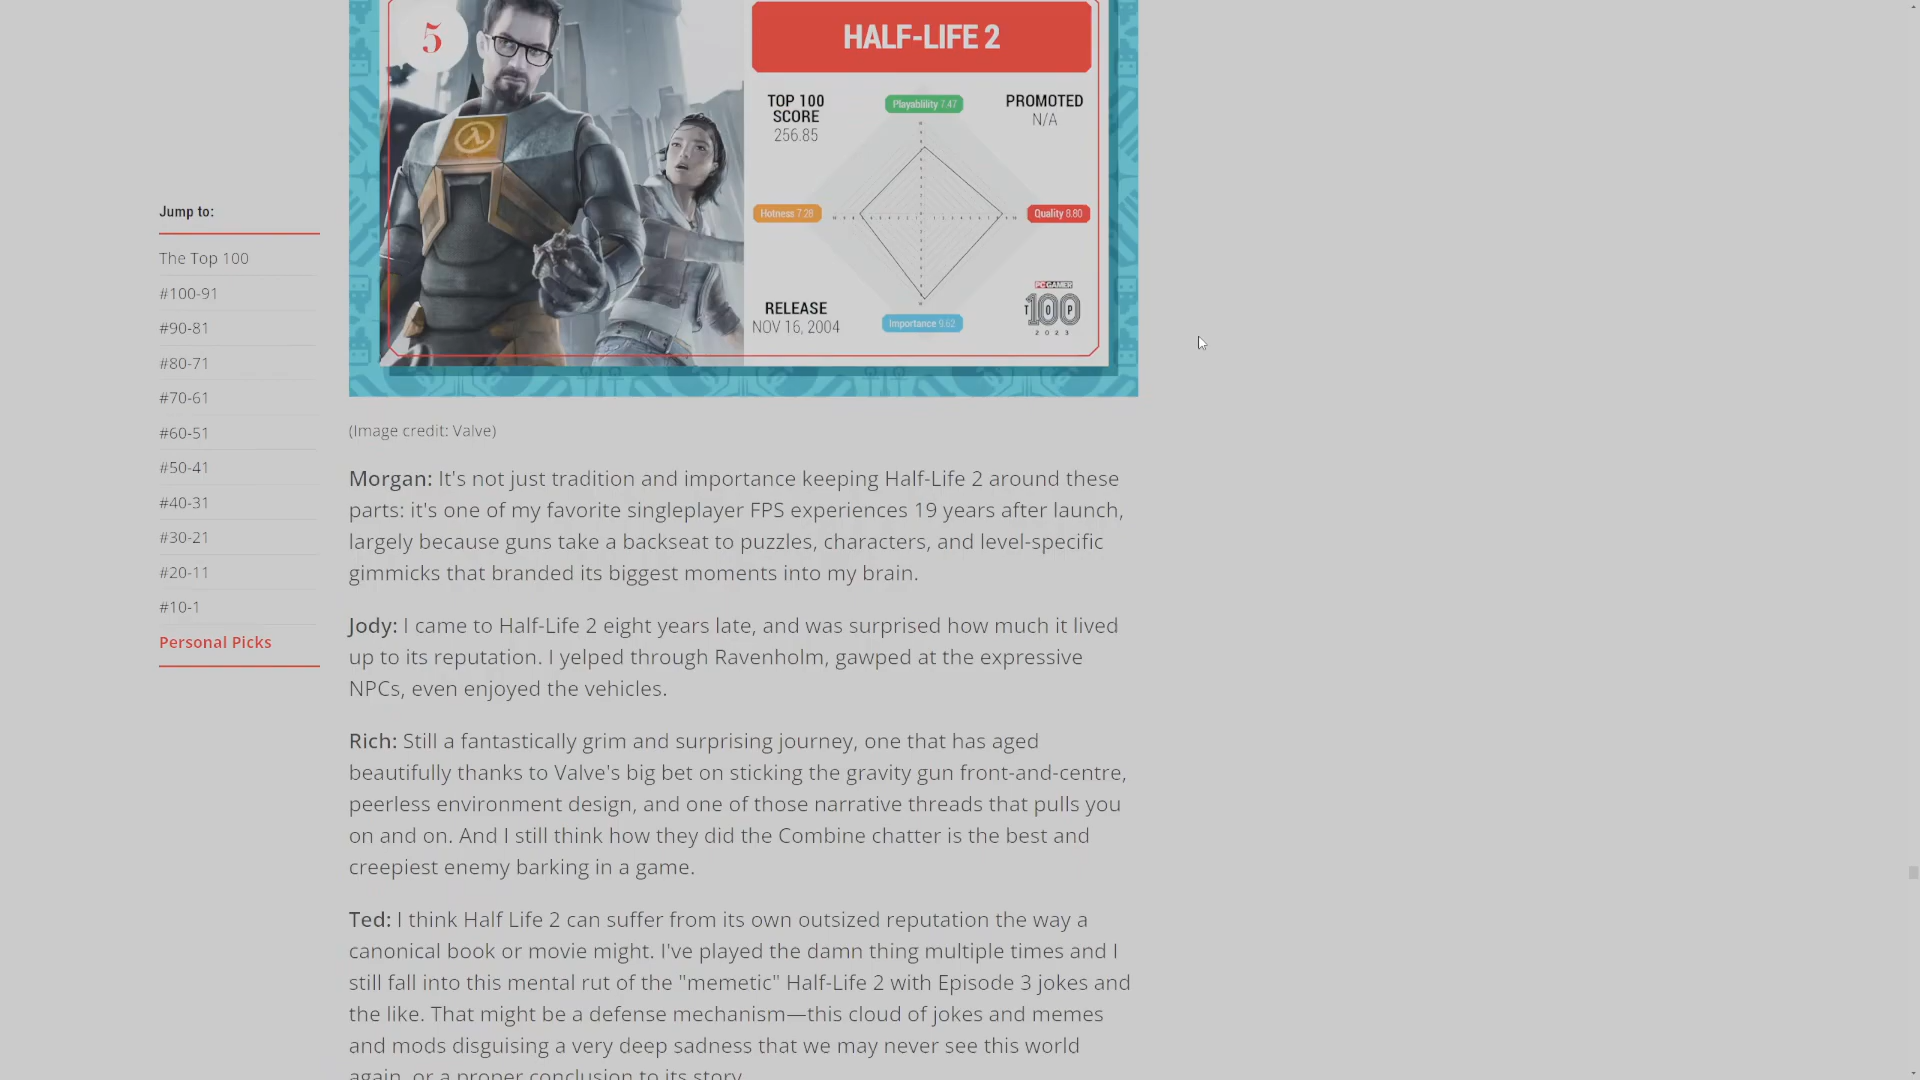 5
HALF-LIFE 2
TOP 100
SCORE
256.85
Playability 7.47
PROMOTED
N/A
Hotness 7.28
Quality 8.80
RELEASE
NOV 16, 2004
Importance 9.62
PC GAMER
TOP
100
2023
Jump to:
The Top 100
#100-91
#90-81
#80-71
#70-61
#60-51
#50-41
#40-31
#30-21
#20-11
#10-1
Personal Picks
(Image credit: Valve)
Morgan: It's not just tradition and importance keeping Half-Life 2 around these
parts: it's one of my favorite singleplayer FPS experiences 19 years after launch,
largely because guns take a backseat to puzzles, characters, and level-specific
gimmicks that branded its biggest moments into my brain.
Jody: I came to Half-Life 2 eight years late, and was surprised how much it lived
up to its reputation. I yelped through Ravenholm, gawped at the expressive
NPCs, even enjoyed the vehicles.
Rich: Still a fantastically grim and surprising journey, one that has aged
beautifully thanks to Valve's big bet on sticking the gravity gun front-and-centre,
peerless environment design, and one of those narrative threads that pulls you
on and on. And I still think how they did the Combine chatter is the best and
creepiest enemy barking in a game.
Ted: I think Half Life 2 can suffer from its own outsized reputation the way a
canonical book or movie might. I've played the damn thing multiple times and I
still fall into this mental rut of the "memetic" Half-Life 2 with Episode 3 jokes and
the like. That might be a defense mechanism—this cloud of jokes and memes
and mods disguising a very deep sadness that we may never see this world
again, or a proper conclusion to its story.